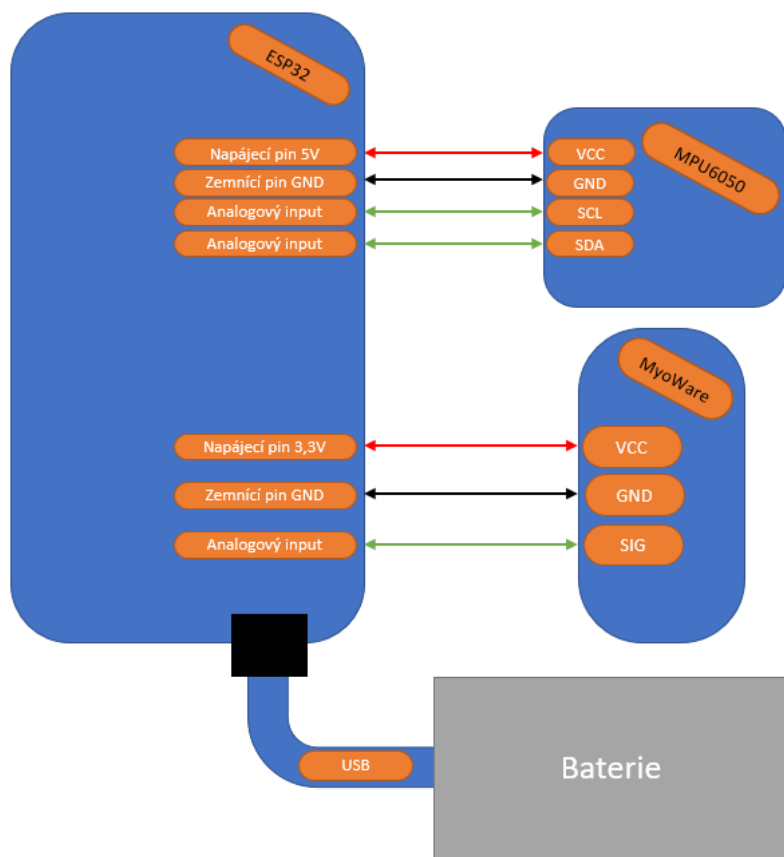 ESP32
Napájecí pin 5V
Zemnící pin GND
Analogový input
Analogový input
VCC
GND
SCL
SDA
MPU6050
Napájecí pin 3,3V
Zemnící pin GND
Analogový input
MyoWare
VCC
GND
SIG
USB
Baterie